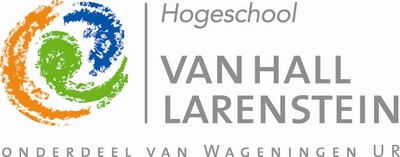 Hogeschool
VAN HALL
LARENSTEIN
ONDERDEEL VAN WAGENINGEN UR